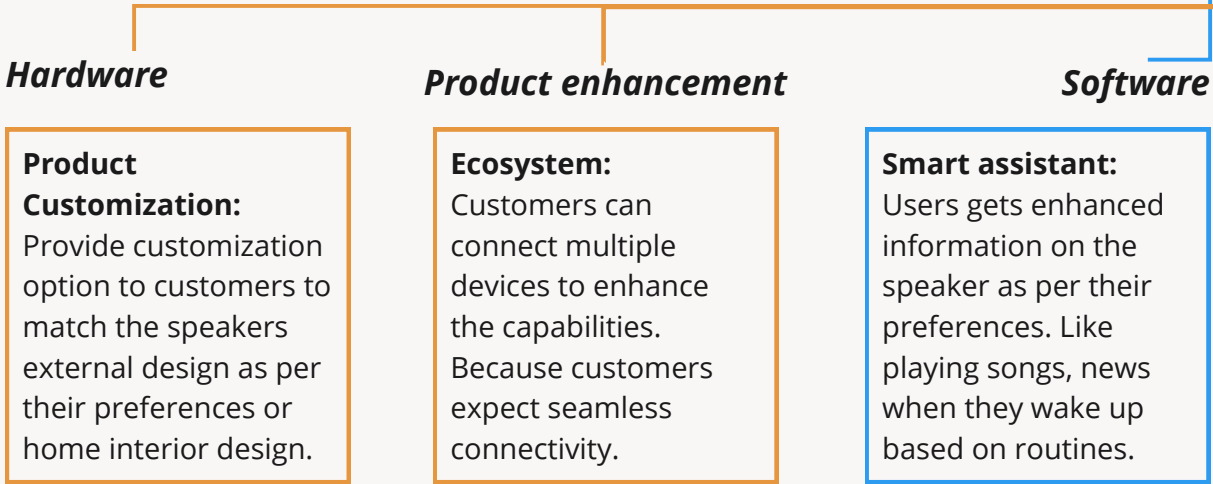 Hardware
Product enhancement
Software
Product
Customization:
Provide customization
option to customers to
match the speakers
external design as per
their preferences or
home interior design.
Ecosystem:
Customers can
connect multiple
devices to enhance
the capabilities.
Because customers
expect seamless
connectivity.
Smart assistant:
Users gets enhanced
information on the
speaker as per their
preferences. Like
playing songs, news
when they wake up
based on routines.